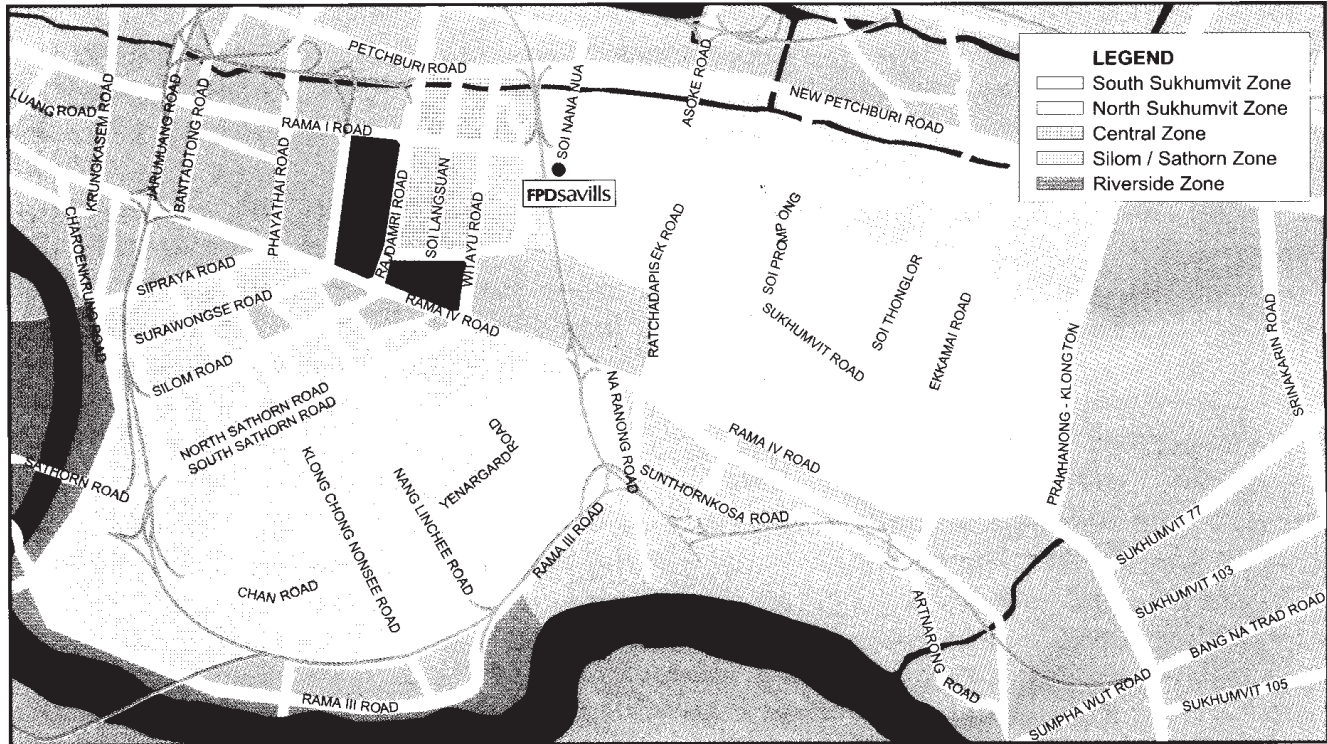 LEGEND
South Sukhumvit Zone
North Sukhumvit Zone
Central Zone
Silom / Sathorn Zone
Riverside Zone
PETCHBURI ROAD
ASOKE ROAD
NEW PETCHBURI ROAD
LUANG ROAD
KRUNGKASEM ROAD
JARUMUANG ROAD
BANTADTONG ROAD
RAMA I ROAD
PHAYATHAI ROAD
SOI NANA NUA
FPDSavills
RAJDAMRI ROAD
SOI LANGSUAN
WITAYU ROAD
CHAROENKRUNG ROAD
SIPRAYA ROAD
SURAWONGSE ROAD
SILOM ROAD
RAMA IV ROAD
RATCHADAPISEK ROAD
SOI PROMPONG
SUKHUMVIT ROAD
SOI THONGLOR
EKKAMAI ROAD
PRAKHANONG - KLONGTON
SRINAKARIN ROAD
NORTH SATHORN ROAD
SOUTH SATHORN ROAD
SATHORN ROAD
KLONG CHONG NONSEE ROAD
NANG LINCHEE ROAD
YENARGARD ROAD
NA RANONG ROAD
RAMA IV ROAD
SUNTHORNKOSA ROAD
RAMA III ROAD
CHAN ROAD
RAMA III ROAD
ARTNARONG ROAD
SUKHUMVIT 77
SUKHUMVIT 103
BANG NA TRAD ROAD
SUKHUMVIT 105
SUMPHA WUT ROAD